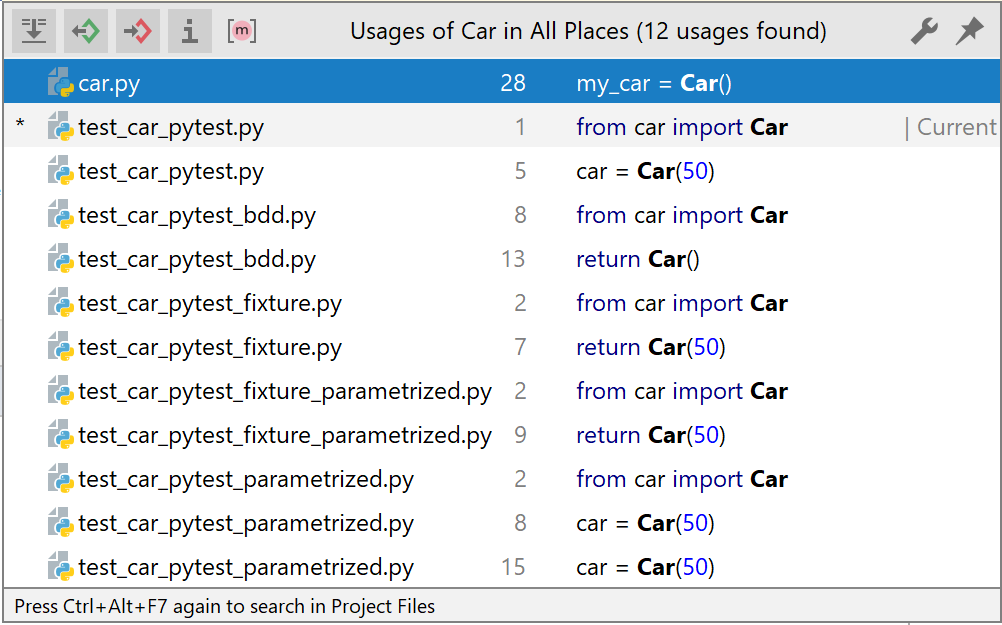 [m] Usages of Car in All Places (12 usages found)
car.py 28 my_car = Car()
* test_car_pytest.py 1 from car import Car | Current
test_car_pytest.py 5 car = Car(50)
test_car_pytest_bdd.py 8 from car import Car
test_car_pytest_bdd.py 13 return Car()
test_car_pytest_fixture.py 2 from car import Car
test_car_pytest_fixture.py 7 return Car(50)
test_car_pytest_fixture_parametrized.py 2 from car import Car
test_car_pytest_fixture_parametrized.py 9 return Car(50)
test_car_pytest_parametrized.py 2 from car import Car
test_car_pytest_parametrized.py 8 car = Car(50)
test_car_pytest_parametrized.py 15 car = Car(50)
Press Ctrl+Alt+F7 again to search in Project Files